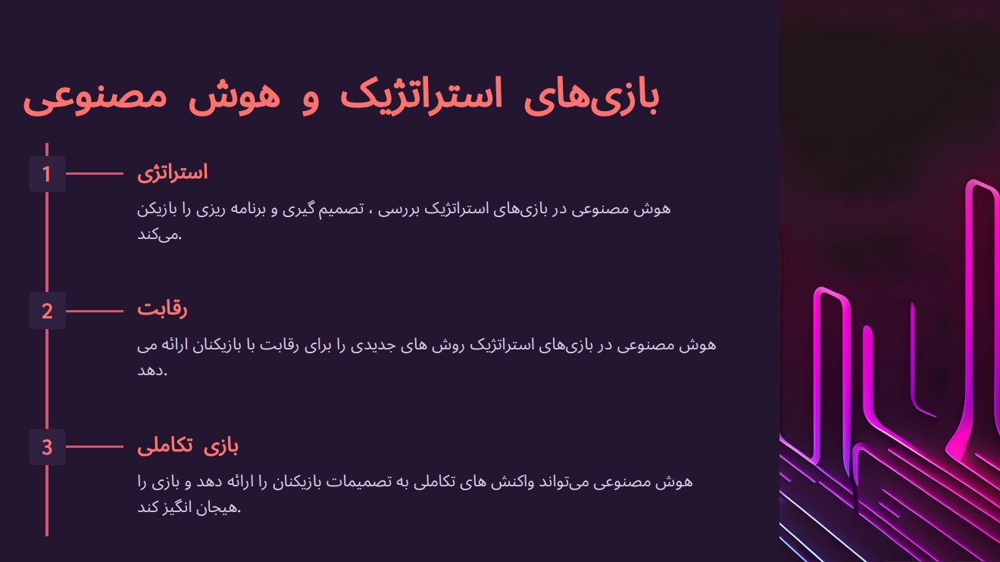 بازی‌های استراتژیک و هوش مصنوعی
1
استراتژی
هوش مصنوعی در بازی‌های استراتژیک بررسی ، تصمیم گیری و برنامه ریزی را بازیکن
می‌کند.
2
رقابت
هوش مصنوعی در بازی‌های استراتژیک روش های جدیدی را برای رقابت با بازیکنان ارائه می
دهد.
3
بازی تکاملی
هوش مصنوعی می‌تواند واکنش های تکاملی به تصمیمات بازیکنان را ارائه دهد و بازی را
هیجان انگیز کند.